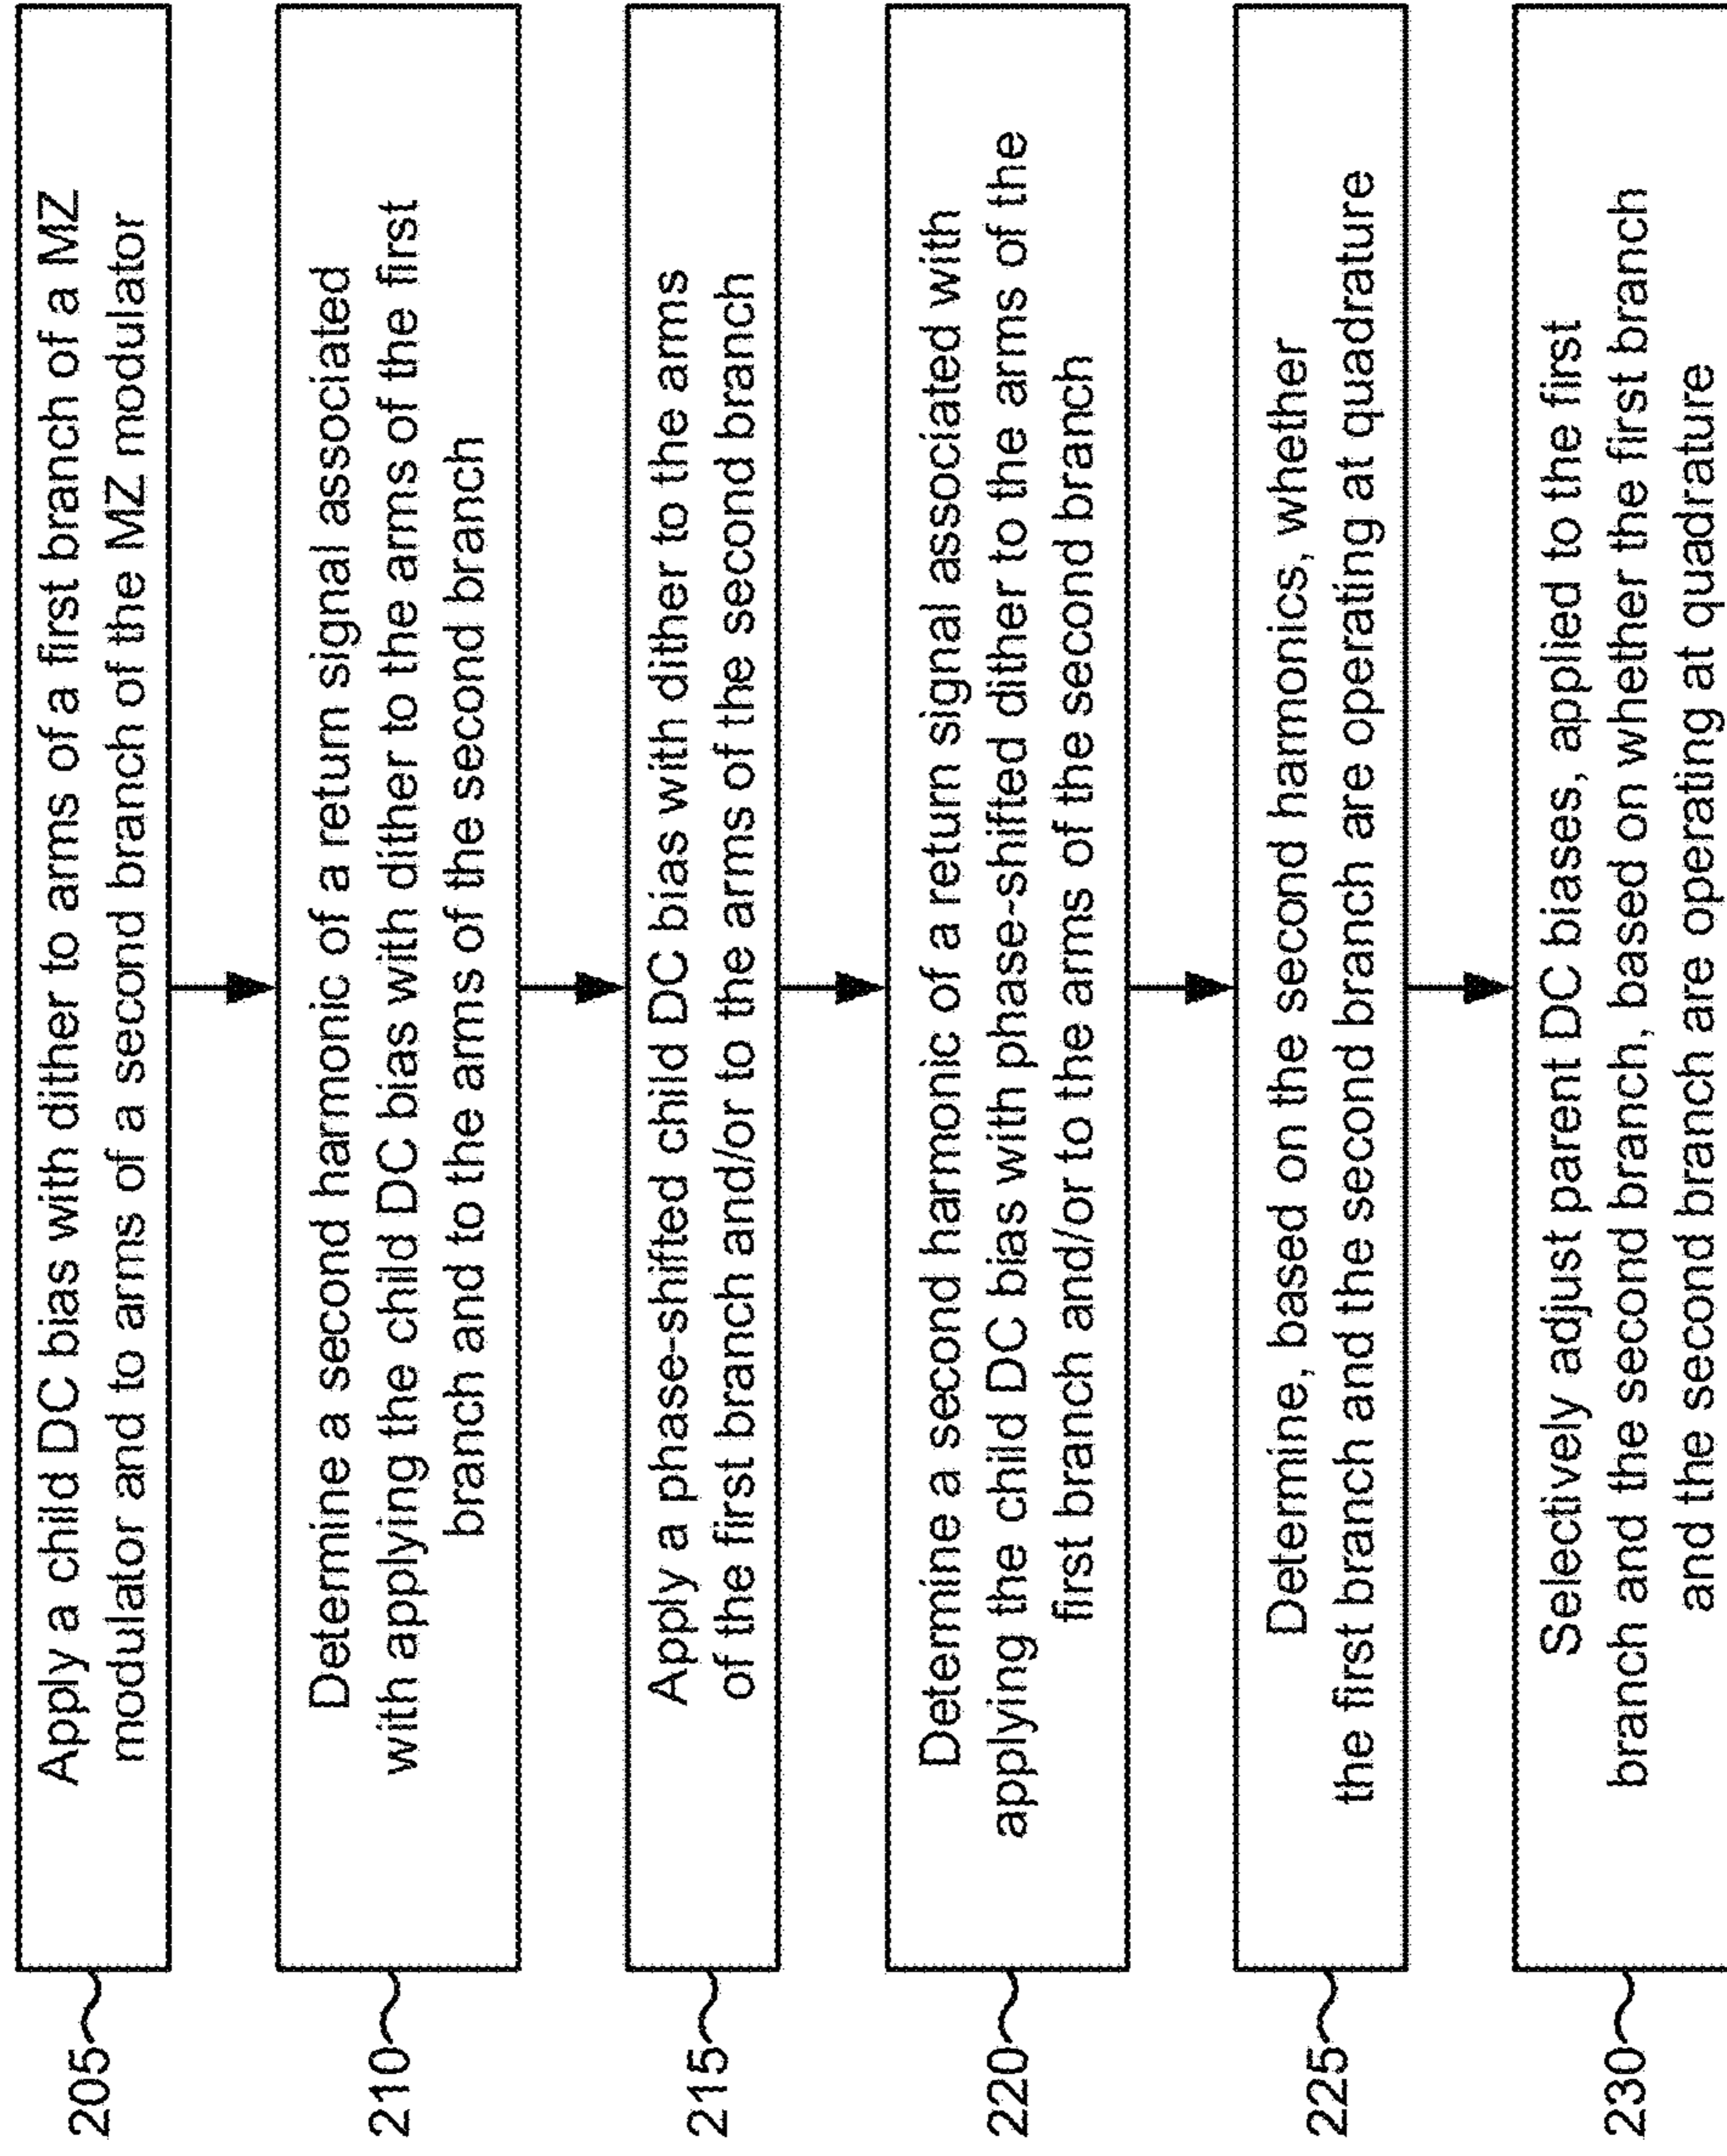 205
Apply a child DC bias with dither to arms of a first branch of a MZ
modulator and to arms of a second branch of the MZ modulator
210
Determine a second harmonic of a return signal associated
with applying the child DC bias with dither to the arms of the first
branch and to the arms of the second branch
215
Apply a phase-shifted child DC bias with dither to the arms
of the first branch and/or to the arms of the second branch
220
Determine a second harmonic of a return signal associated with
applying the child DC bias with phase-shifted dither to the arms of the
first branch and/or to the arms of the second branch
225
Determine, based on the second harmonics, whether
the first branch and the second branch are operating at quadrature
230
Selectively adjust parent DC biases, applied to the first
branch and the second branch, based on whether the first branch
and the second branch are operating at quadrature